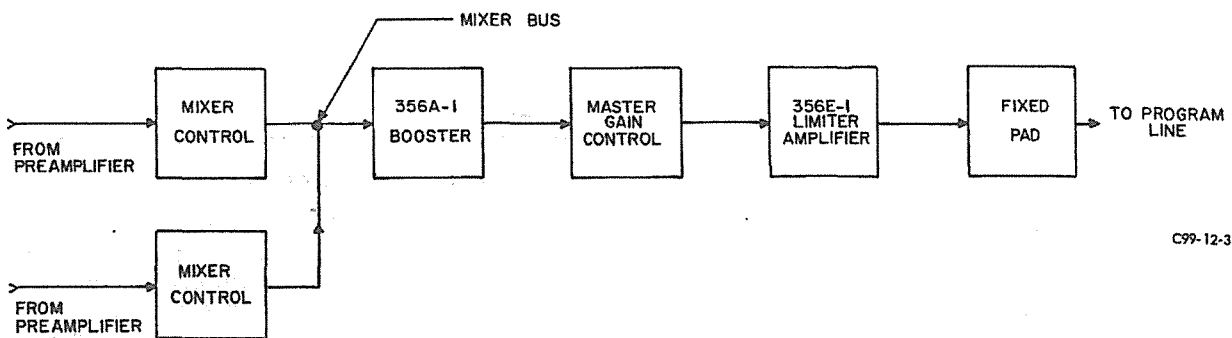 MIXER BUS
MIXER
CONTROL
356A-1
BOOSTER
MASTER
GAIN
CONTROL
356E-1
LIMITER
AMPLIFIER
FIXED
PAD
TO PROGRAM
LINE
FROM
PREAMPLIFIER
C99-12-3
MIXER
CONTROL
FROM
PREAMPLIFIER